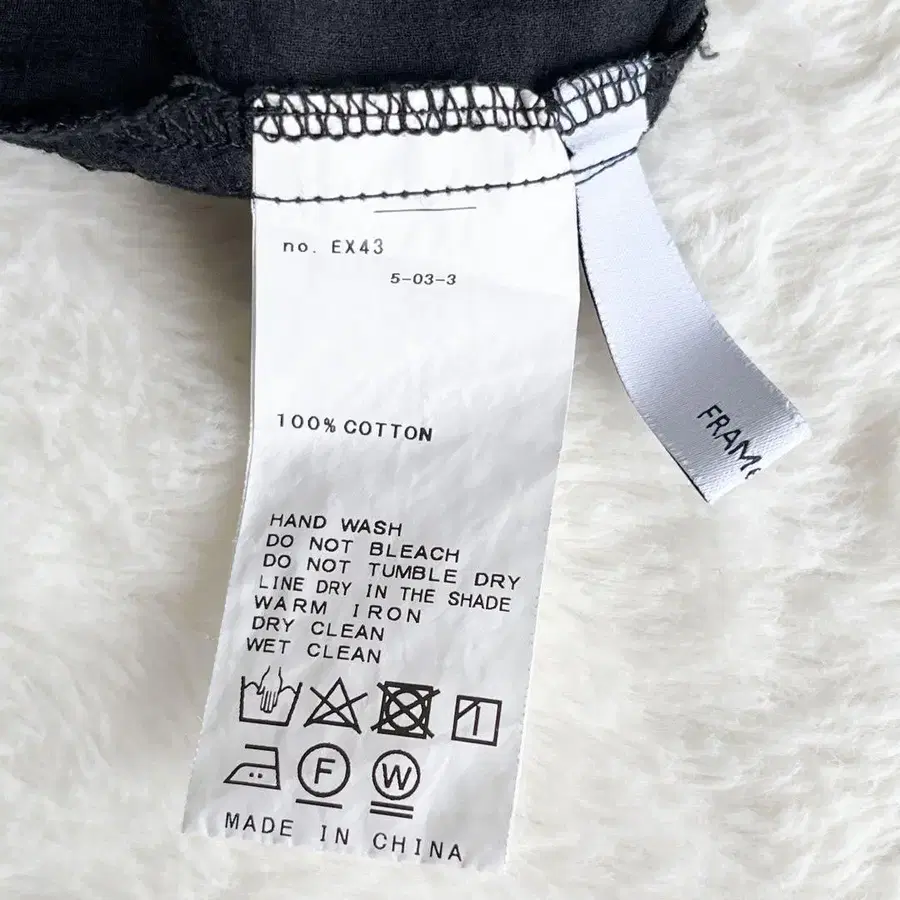 no. EX43
5-03-3
100% COTTON
HAND WASH
DO NOT BLEACH
DO NOT TUMBLE DRY
LINE DRY IN THE SHADE
WARM IRON
DRY CLEAN
WET CLEAN
F
W
MADE IN CHINA